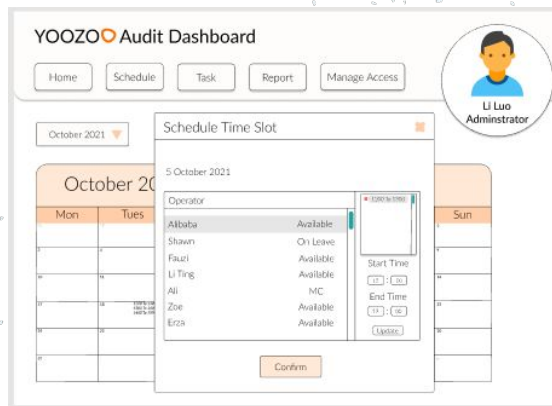 YOOZOO Audit Dashboard
Home
Schedule
Task
Report
Manage Access
Li Luo
Adminstrator
October 2021
Schedule Time Slot
5 October 2021
October 20
Mon
Tues
Sun
Operator
Alibaba Available
Shawn On Leave
Fauzi Available
Li Ting Available
Ali MC
Zoe Available
Erza Available
Start Time
End Time
Update
Confirm